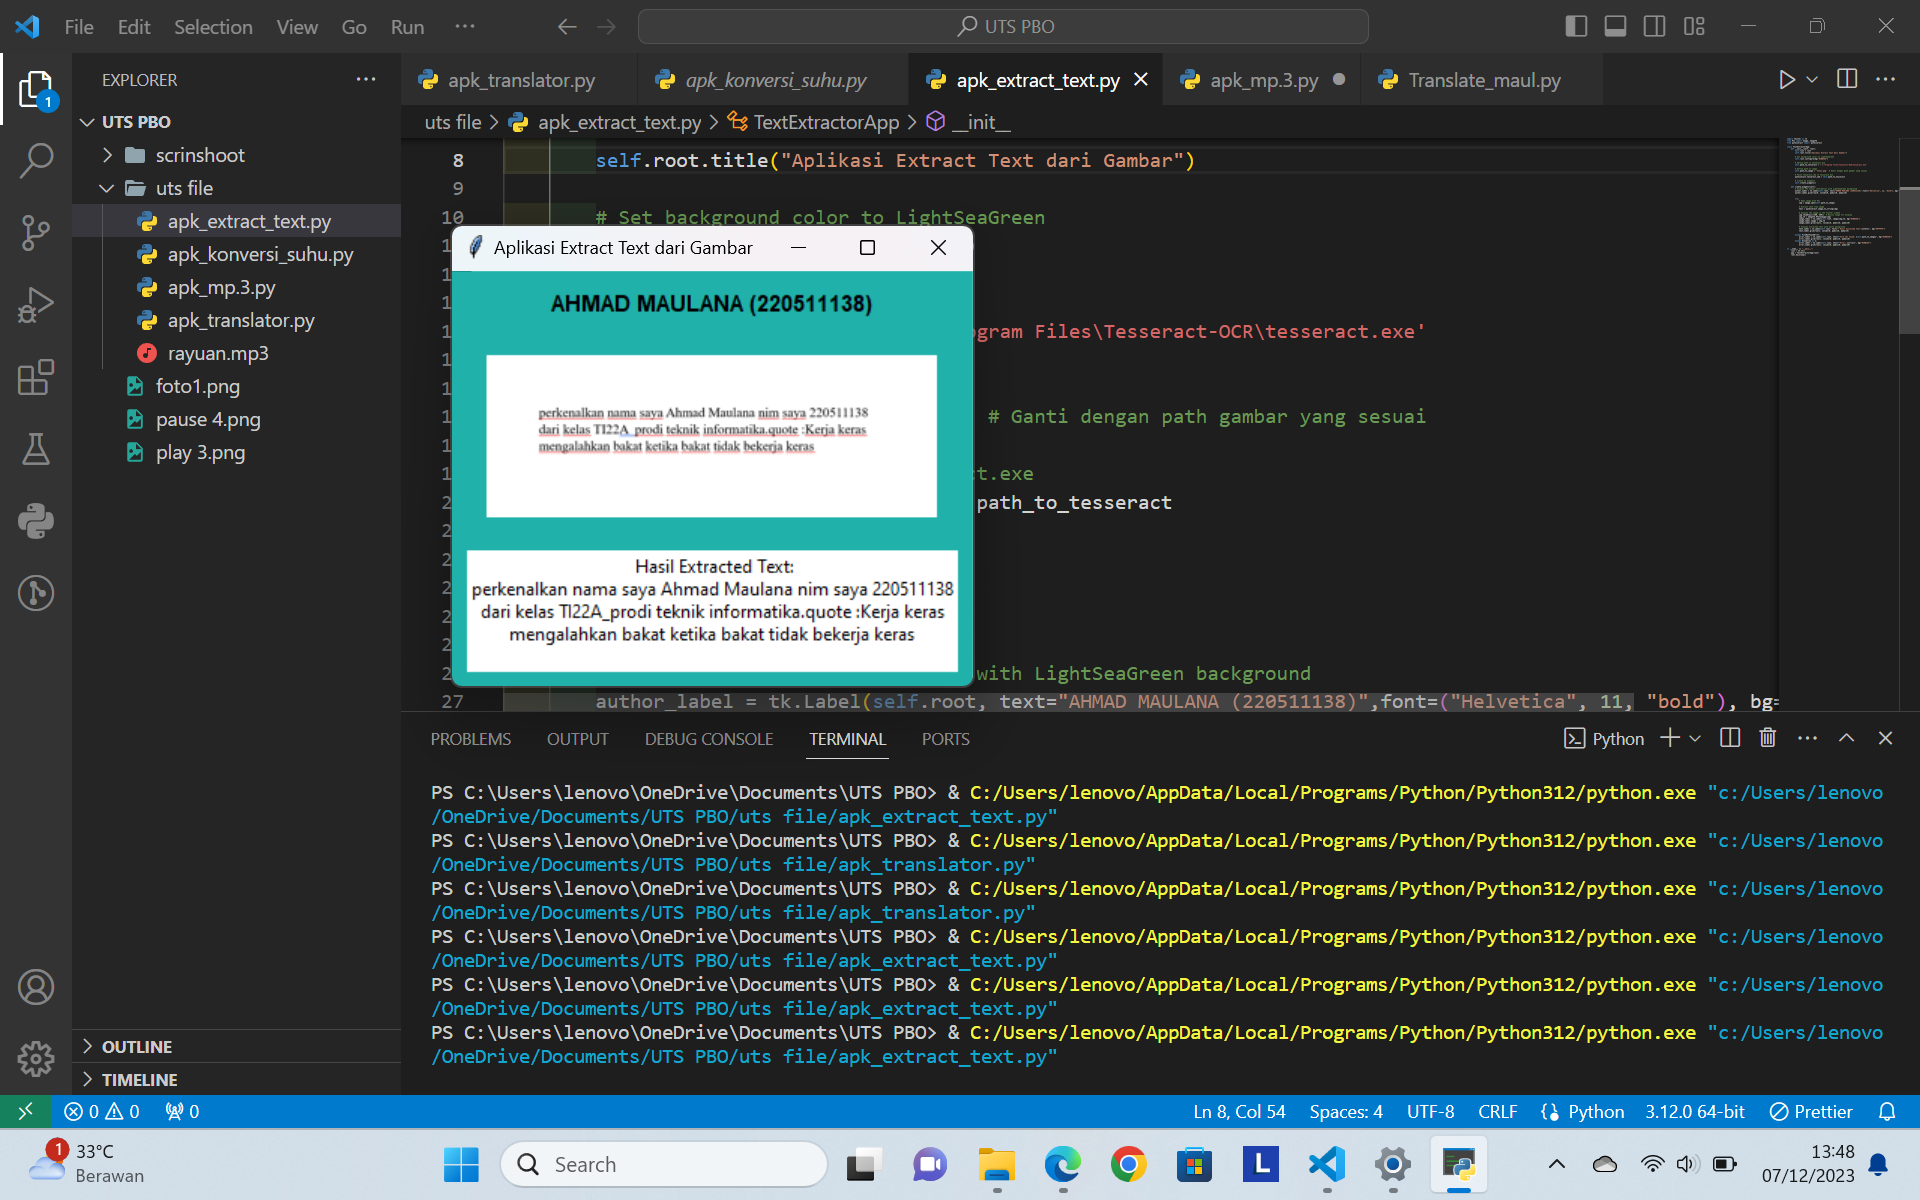 File Edit Selection View Go Run ···
UTS PBO
EXPLORER
1
UTS PBO
scrinshoot
uts file
apk_extract_text.py
apk_konversi_suhu.py
apk_mp.3.py
apk_translator.py
rayuan.mp3
foto1.png
pause 4.png
play 3.png
OUTLINE
TIMELINE
apk_translator.py apk_konversi_suhu.py apk_extract_text.py apk_mp.3.py Translate_maul.py
uts file > apk_extract_text.py > TextExtractorApp > __init__
8 self.root.title("Aplikasi Extract Text dari Gambar")
9
10 # Set background color to LightSeaGreen
gram Files\Tesseract-OCR\tesseract.exe'
# Ganti dengan path gambar yang sesuai
t.exe
path_to_tesseract
with LightSeaGreen background
27 author_label = tk.Label(self.root, text="AHMAD MAULANA (220511138)",font=("Helvetica", 11, "bold"), bg=
Aplikasi Extract Text dari Gambar
AHMAD MAULANA (220511138)
perkenalkan nama saya Ahmad Maulana nim saya 220511138
dari kelas TI22A_prodi teknik informatika.quote :Kerja keras
mengalahkan bakat ketika bakat tidak bekerja keras
Hasil Extracted Text:
perkenalkan nama saya Ahmad Maulana nim saya 220511138
dari kelas TI22A_prodi teknik informatika.quote :Kerja keras
mengalahkan bakat ketika bakat tidak bekerja keras
PROBLEMS OUTPUT DEBUG CONSOLE TERMINAL PORTS
Python
PS C:\Users\lenovo\OneDrive\Documents\UTS PBO> & C:/Users/lenovo/AppData/Local/Programs/Python/Python312/python.exe "c:/Users/lenovo
/OneDrive/Documents/UTS PBO/uts file/apk_extract_text.py"
PS C:\Users\lenovo\OneDrive\Documents\UTS PBO> & C:/Users/lenovo/AppData/Local/Programs/Python/Python312/python.exe "c:/Users/lenovo
/OneDrive/Documents/UTS PBO/uts file/apk_translator.py"
PS C:\Users\lenovo\OneDrive\Documents\UTS PBO> & C:/Users/lenovo/AppData/Local/Programs/Python/Python312/python.exe "c:/Users/lenovo
/OneDrive/Documents/UTS PBO/uts file/apk_translator.py"
PS C:\Users\lenovo\OneDrive\Documents\UTS PBO> & C:/Users/lenovo/AppData/Local/Programs/Python/Python312/python.exe "c:/Users/lenovo
/OneDrive/Documents/UTS PBO/uts file/apk_extract_text.py"
PS C:\Users\lenovo\OneDrive\Documents\UTS PBO> & C:/Users/lenovo/AppData/Local/Programs/Python/Python312/python.exe "c:/Users/lenovo
/OneDrive/Documents/UTS PBO/uts file/apk_extract_text.py"
PS C:\Users\lenovo\OneDrive\Documents\UTS PBO> & C:/Users/lenovo/AppData/Local/Programs/Python/Python312/python.exe "c:/Users/lenovo
/OneDrive/Documents/UTS PBO/uts file/apk_extract_text.py"
0 0 0
Ln 8, Col 54 Spaces: 4 UTF-8 CRLF Python 3.12.0 64-bit Prettier
1
33°C
Berawan
Search
L
13:48
07/12/2023